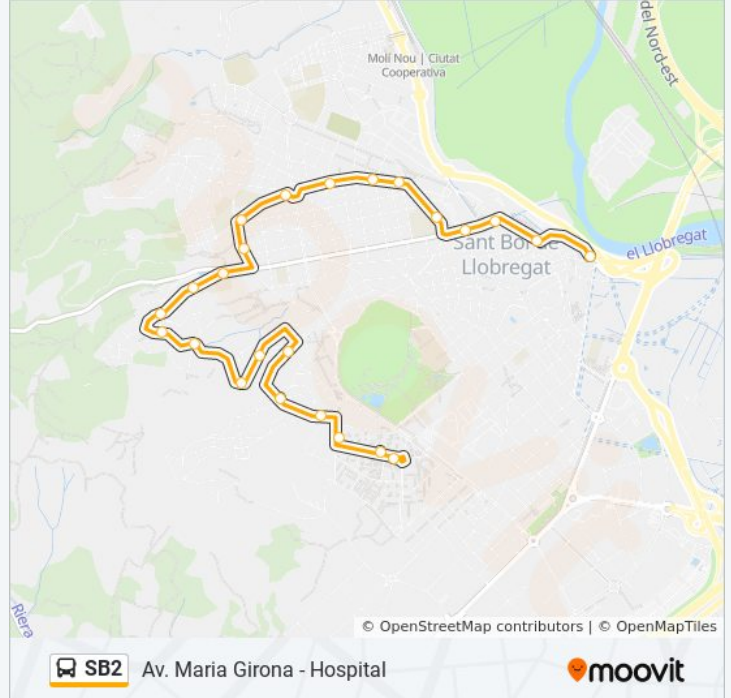 del Nord-est
Molí Nou | Ciutat
Cooperativa
el Llobregat
Sant Boi de
Llobregat
Riera
© OpenStreetMap contributors | © OpenMapTiles
SB2 Av. Maria Girona - Hospital moovit